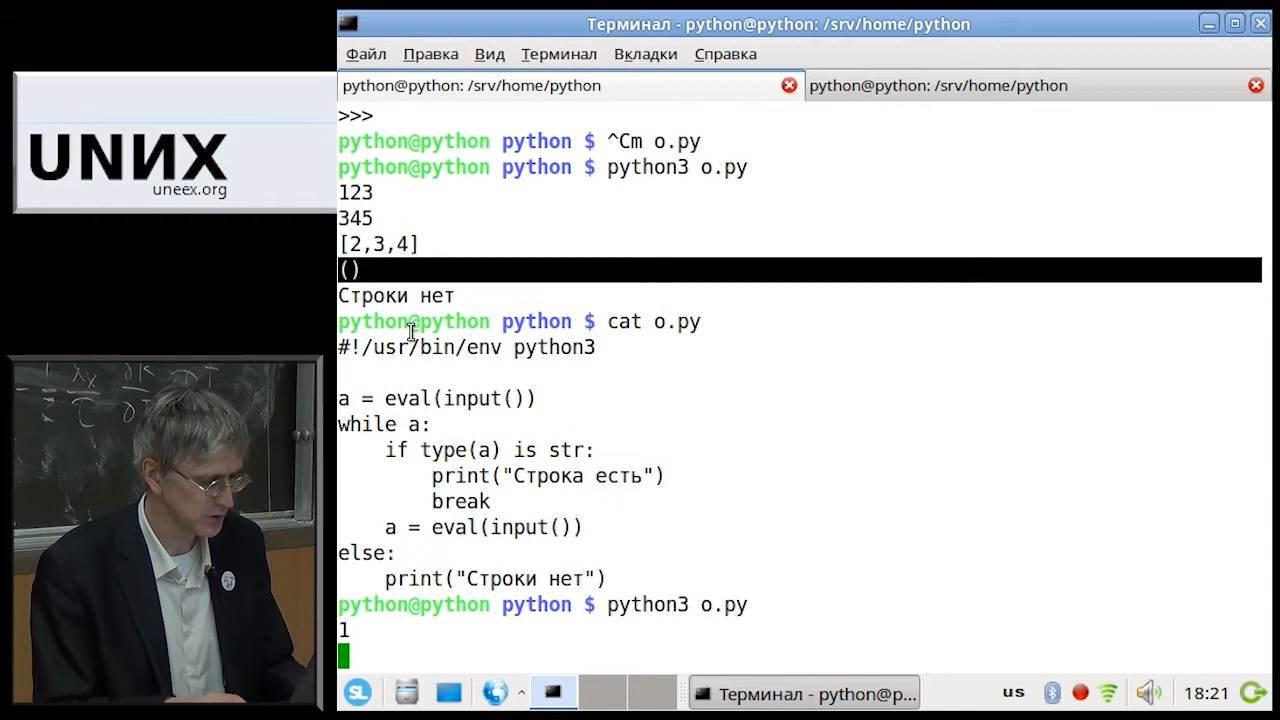 UNИX
uneex.org
Терминал - python@python: /srv/home/python
Файл Правка Вид Терминал Вкладки Справка
python@python: /srv/home/python python@python: /srv/home/python
>>>
python@python python $ ^Cm o.py
python@python python $ python3 o.py
123
345
[2,3,4]
()
Строки нет
python@python python $ cat o.py
#!/usr/bin/env python3
a = eval(input())
while a:
    if type(a) is str:
        print("Строка есть")
        break
    a = eval(input())
else:
    print("Строки нет")
python@python python $ python3 o.py
1
SL Терминал - python@p... us 18:21